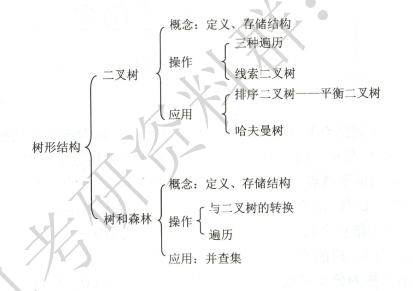 概念：定义、存储结构
三种遍历
操作
线索二叉树
二叉树
排序二叉树——平衡二叉树
应用
哈夫曼树
树形结构
概念：定义、存储结构
与二叉树的转换
树和森林
操作
遍历
应用：并查集
考研资料群：